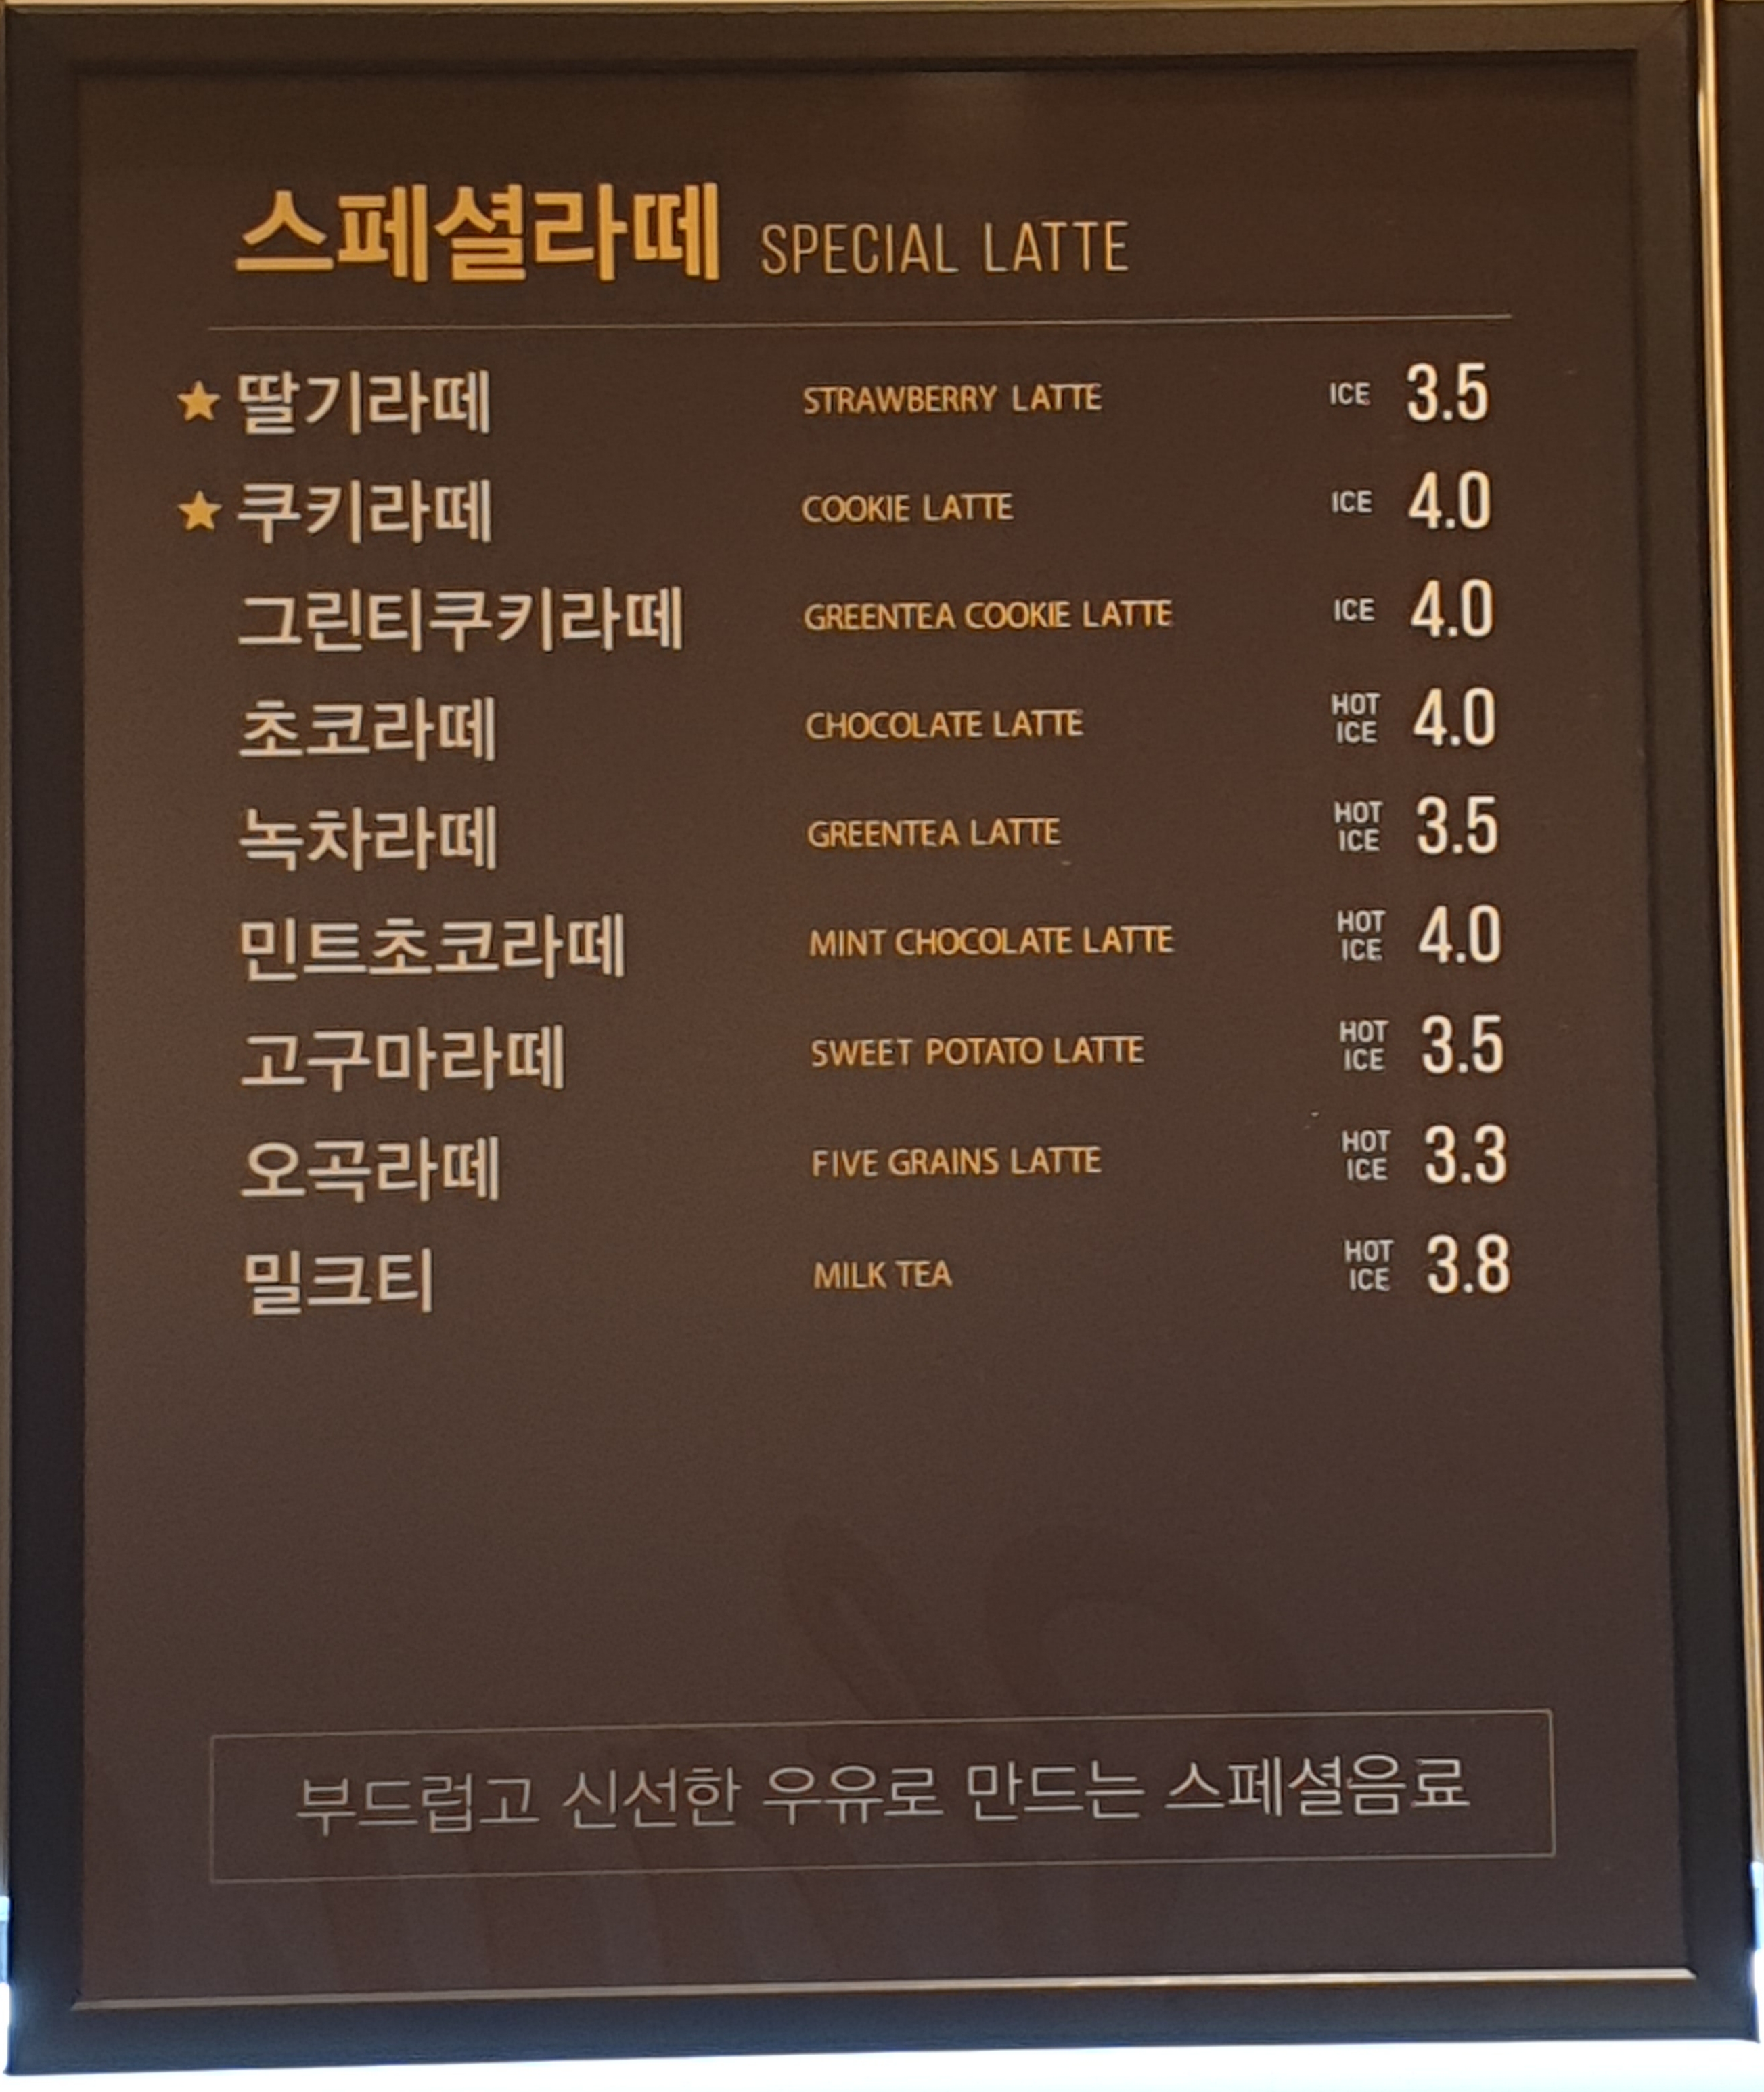 스페셜라떼 SPECIAL LATTE
★ 딸기라떼 STRAWBERRY LATTE ICE 3.5
★ 쿠키라떼 COOKIE LATTE ICE 4.0
그린티쿠키라떼 GREENTEA COOKIE LATTE ICE 4.0
초코라떼 CHOCOLATE LATTE HOT ICE 4.0
녹차라떼 GREENTEA LATTE HOT ICE 3.5
민트초코라떼 MINT CHOCOLATE LATTE HOT ICE 4.0
고구마라떼 SWEET POTATO LATTE HOT ICE 3.5
오곡라떼 FIVE GRAINS LATTE HOT ICE 3.3
밀크티 MILK TEA HOT ICE 3.8
부드럽고 신선한 우유로 만드는 스페셜음료